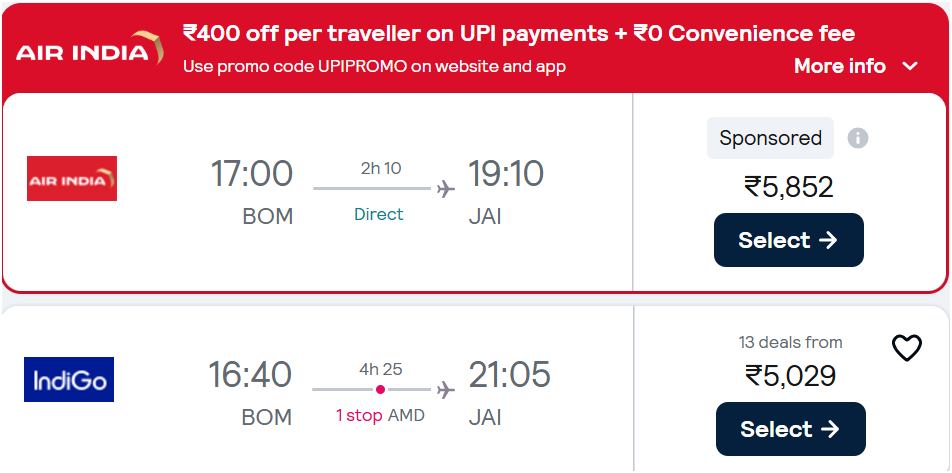 AIR INDIA
₹400 off per traveller on UPI payments + ₹0 Convenience fee
Use promo code UPIPROMO on website and app
More info
AIR INDIA
17:00
BOM
2h 10
Direct
19:10
JAI
Sponsored
₹5,852
Select →
IndiGo
16:40
BOM
4h 25
1 stop AMD
21:05
JAI
13 deals from
₹5,029
Select →